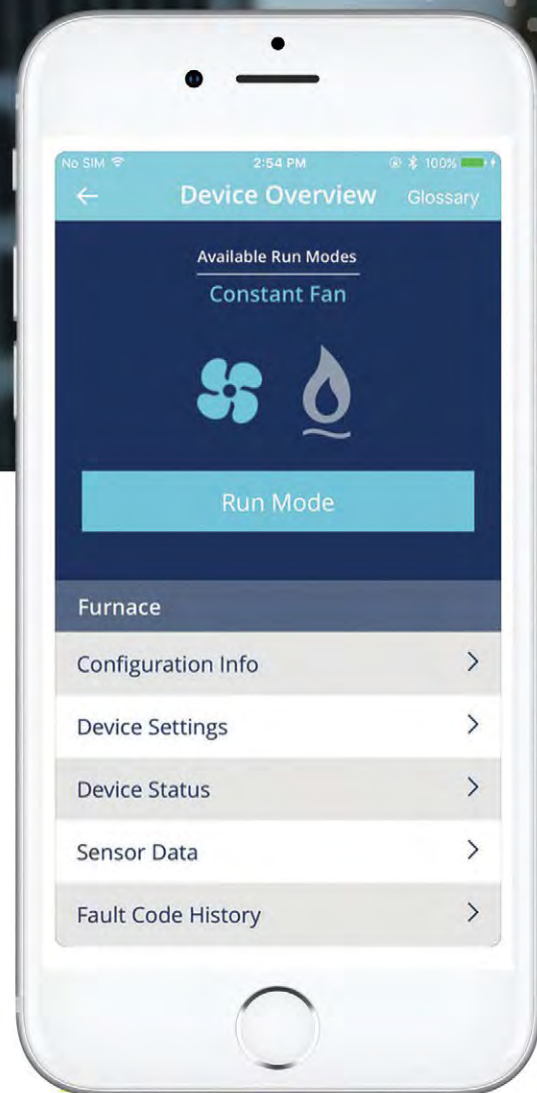 No SIM 2:54 PM 100%
Device Overview Glossary
Available Run Modes
Constant Fan
Run Mode
Furnace
Configuration Info
Device Settings
Device Status
Sensor Data
Fault Code History